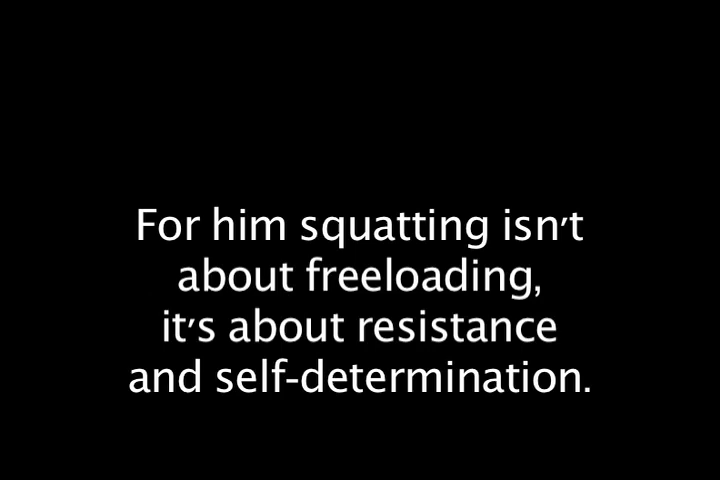 For him squatting isn't
about freeloading,
it's about resistance
and self-determination.